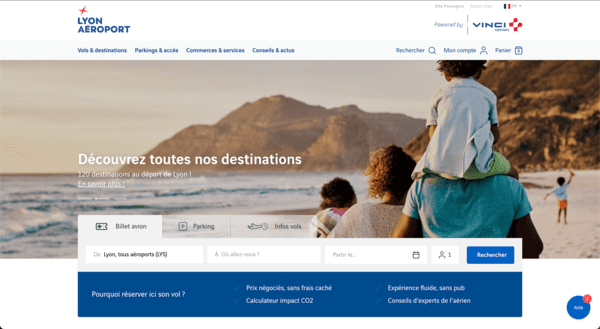 LYON
AÉROPORT
Site Passagers
FR
Powered by VINCI
AIRPORTS
Vols & destinations Parkings & accès Commerces & services Conseils & actus Rechercher Mon compte Panier
Découvrez toutes nos destinations
120 destinations au départ de Lyon !
En savoir plus !
Billet avion Parking Infos vols
De Lyon, tous aéroports (LYS) Où allez-vous ? Partir le... 1 Rechercher
Pourquoi réserver ici son vol ?
Prix négociés, sans frais caché Expérience fluide, sans pub
Calculateur impact CO2 Conseils d'experts de l'aérien